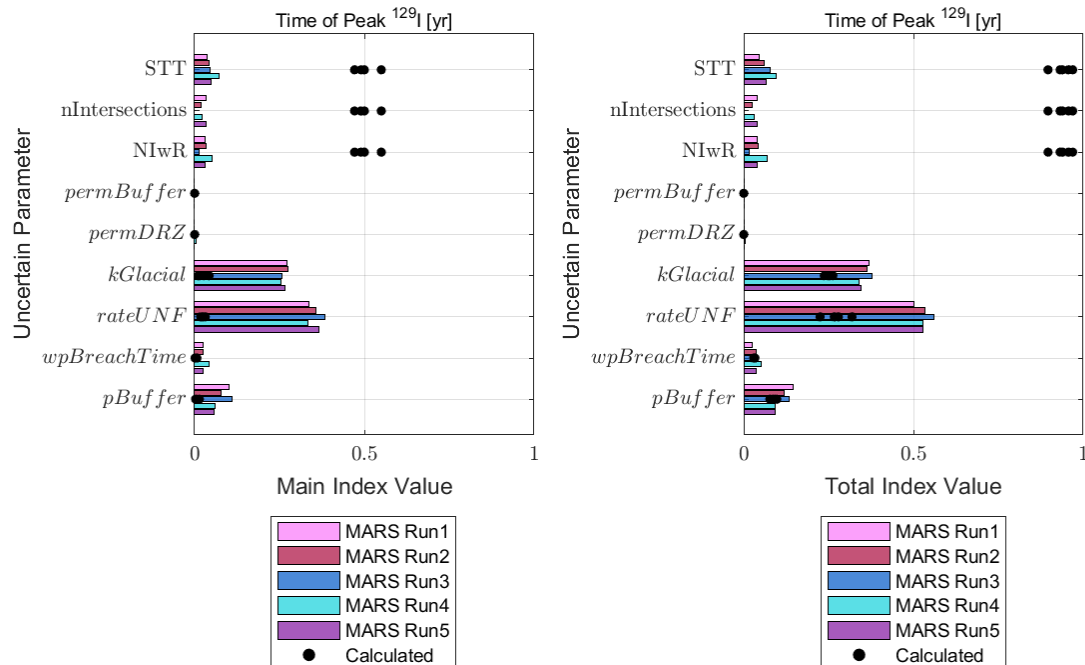 Time of Peak ¹²⁹I [yr]
Uncertain Parameter
STT
nIntersections
NIwR
permBuffer
permDRZ
kGlacial
rateUNF
wpBreachTime
pBuffer
0 0.5 1
Main Index Value
MARS Run1
MARS Run2
MARS Run3
MARS Run4
MARS Run5
Calculated
Time of Peak ¹²⁹I [yr]
Uncertain Parameter
STT
nIntersections
NIwR
permBuffer
permDRZ
kGlacial
rateUNF
wpBreachTime
pBuffer
0 0.5 1
Total Index Value
MARS Run1
MARS Run2
MARS Run3
MARS Run4
MARS Run5
Calculated